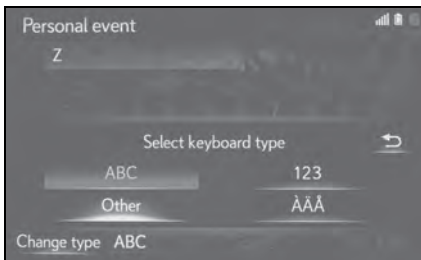 Personal event
Z
Select keyboard type
ABC 123
Other ÀÄÅ
Change type ABC